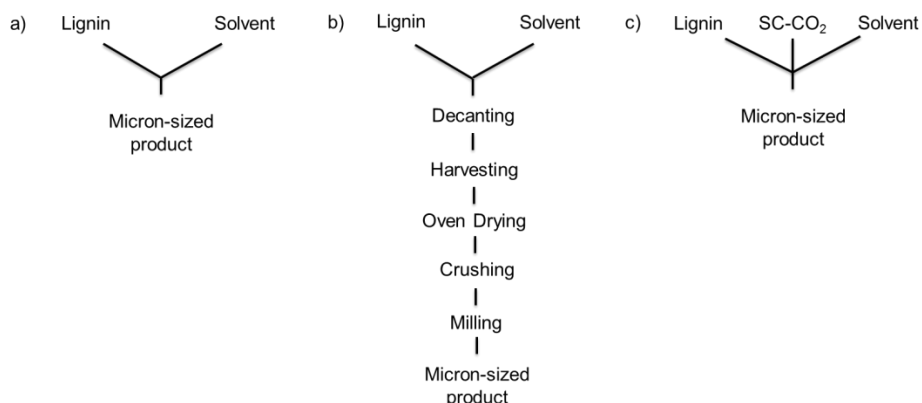 a)
Lignin
Solvent
Micron-sized
product
b)
Lignin
Solvent
Decanting
Harvesting
Oven Drying
Crushing
Milling
Micron-sized
product
c)
Lignin
SC-CO₂
Solvent
Micron-sized
product